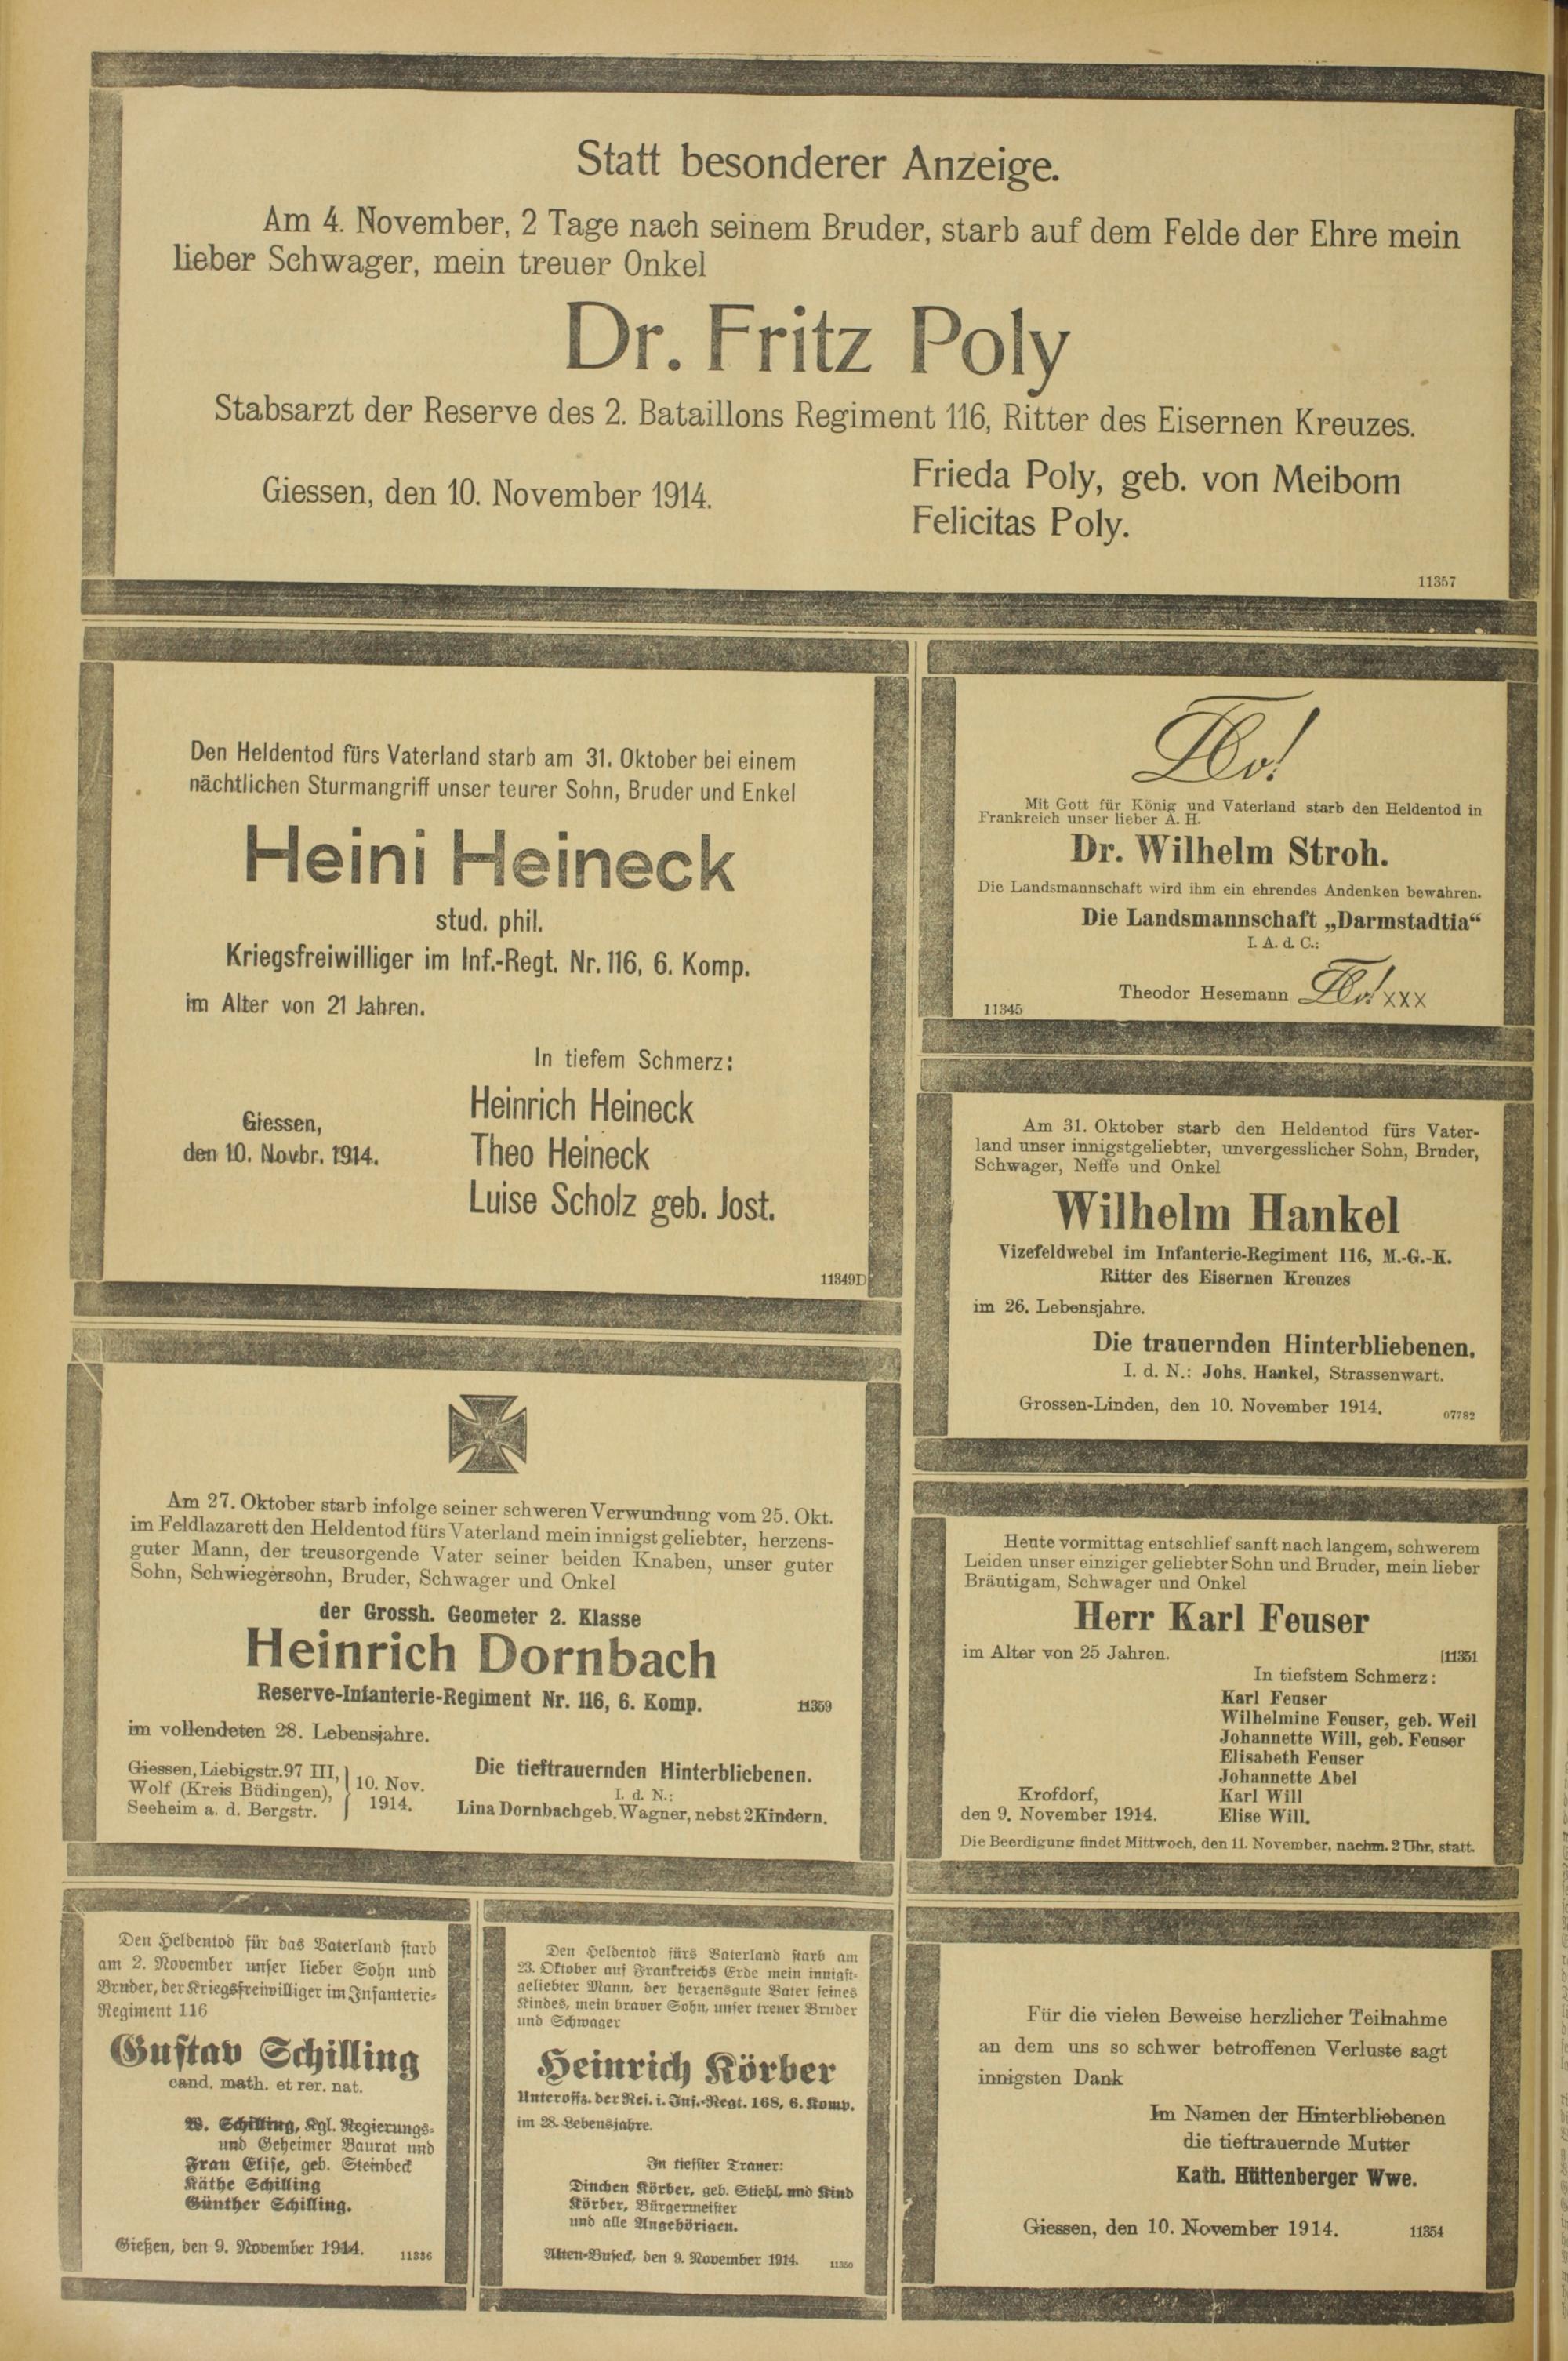 Statt besonderer Anzeige.
Am 4. November, 2 Tage nach seinem Bruder, starb auf dem Felde der Ehre mein
lieber Schwager, mein treuer Onkel
Dr. Fritz Poly
Stabsarzt der Reserve des 2. Bataillons Regiment 116, Ritter des Eisernen Kreuzes.
Giessen, den 10. November 1914.
Frieda Poly, geb. von Meibom
Felicitas Poly.
11357
Den Heldentod fürs Vaterland starb am 31. Oktober bei einem
nächtlichen Sturmangriff unser teurer Sohn, Bruder und Enkel
Heini Heineck
stud. phil.
Kriegsfreiwilliger im Inf.-Regt. Nr. 116, 6. Komp.
im Alter von 21 Jahren.
In tiefem Schmerz:
Heinrich Heineck
Theo Heineck
Luise Scholz geb. Jost.
Giessen,
den 10. Novbr. 1914.
11349D
Mit Gott für König und Vaterland starb den Heldentod in
Frankreich unser lieber A. H.
Dr. Wilhelm Stroh.
Die Landsmannschaft wird ihm ein ehrendes Andenken bewahren.
Die Landsmannschaft „Darmstadtia“
I. A. d. C.:
Theodor Hesemann xxx
11345
Am 31. Oktober starb den Heldentod fürs Vater-
land unser innigstgeliebter, unvergesslicher Sohn, Bruder,
Schwager, Neffe und Onkel
Wilhelm Hankel
Vizefeldwebel im Infanterie-Regiment 116, M.-G.-K.
Ritter des Eisernen Kreuzes
im 26. Lebensjahre.
Die trauernden Hinterbliebenen.
I. d. N.: Johs. Hankel, Strassenwart.
Grossen-Linden, den 10. November 1914.
07782
Am 27. Oktober starb infolge seiner schweren Verwundung vom 25. Okt.
im Feldlazarett den Heldentod fürs Vaterland mein innigst geliebter, herzens-
guter Mann, der treusorgende Vater seiner beiden Knaben, unser guter
Sohn, Schwiegersohn, Bruder, Schwager und Onkel
der Grossh. Geometer 2. Klasse
Heinrich Dornbach
Reserve-Infanterie-Regiment Nr. 116, 6. Komp.
11359
im vollendeten 28. Lebensjahre.
Giessen, Liebigstr. 97 III,
Wolf (Kreis Büdingen),
Seeheim a. d. Bergstr.
10. Nov.
1914.
Die tieftrauernden Hinterbliebenen.
I. d. N.:
Lina Dornbach geb. Wagner, nebst 2 Kindern.
Heute vormittag entschlief sanft nach langem, schwerem
Leiden unser einziger geliebter Sohn und Bruder, mein lieber
Bräutigam, Schwager und Onkel
Herr Karl Feuser
im Alter von 25 Jahren.
[11351
In tiefstem Schmerz:
Karl Feuser
Wilhelmine Feuser, geb. Weil
Johannette Will, geb. Feuser
Elisabeth Feuser
Johannette Abel
Karl Will
Elise Will.
Krofdorf,
den 9. November 1914.
Die Beerdigung findet Mittwoch, den 11. November, nachm. 2 Uhr, statt.
Den Heldentod für das Vaterland starb
am 2. November unser lieber Sohn und
Bruder, der Kriegsfreiwilliger im Infanterie-
Regiment 116
Gustav Schilling
cand. math. et rer. nat.
W. Schilling, Kgl. Regierungs-
und Geheimer Baurat und
Frau Elise, geb. Steinbeck
Käthe Schilling
Günther Schilling.
Gießen, den 9. November 1914.
11336
Den Heldentod fürs Vaterland starb am
23. Oktober auf Frankreichs Erde mein innigst-
geliebter Mann, der herzensgute Vater seines
Kindes, mein braver Sohn, unser treuer Bruder
und Schwager
Heinrich Körber
Unteroffz. der Res. i. Inf.-Regt. 168, 6. Komp.
im 28. Lebensjahre.
In tiefster Trauer:
Dinchen Körber, geb. Stiehl, und Kind
Körber, Bürgermeister
und alle Angehörigen.
Alten-Buseck, den 9. November 1914.
11350
Für die vielen Beweise herzlicher Teilnahme
an dem uns so schwer betroffenen Verluste sagt
innigsten Dank
Im Namen der Hinterbliebenen
die tieftrauernde Mutter
Kath. Hüttenberger Wwe.
Giessen, den 10. November 1914.
11354